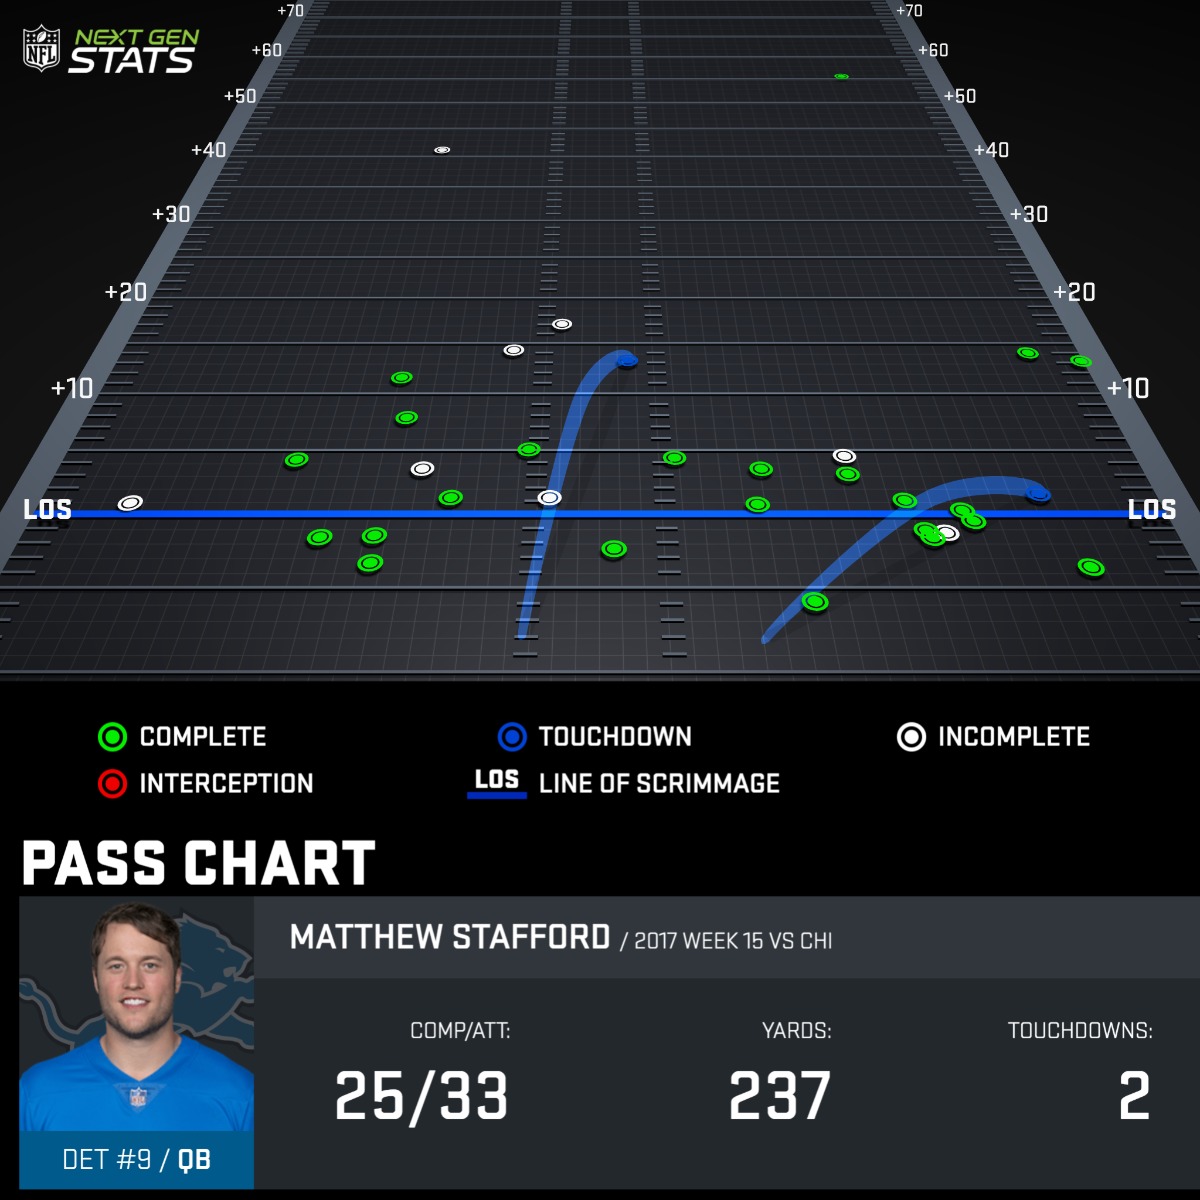 +70 +70
NFL NEXT GEN
STATS
+60 +60
+50 +50
+40 +40
+30 +30
+20 +20
+10 +10
LOS LOS
COMPLETE TOUCHDOWN INCOMPLETE
INTERCEPTION LOS LINE OF SCRIMMAGE
PASS CHART
MATTHEW STAFFORD / 2017 WEEK 15 VS CHI
COMP/ATT: YARDS: TOUCHDOWNS:
25/33 237 2
DET #9 / QB